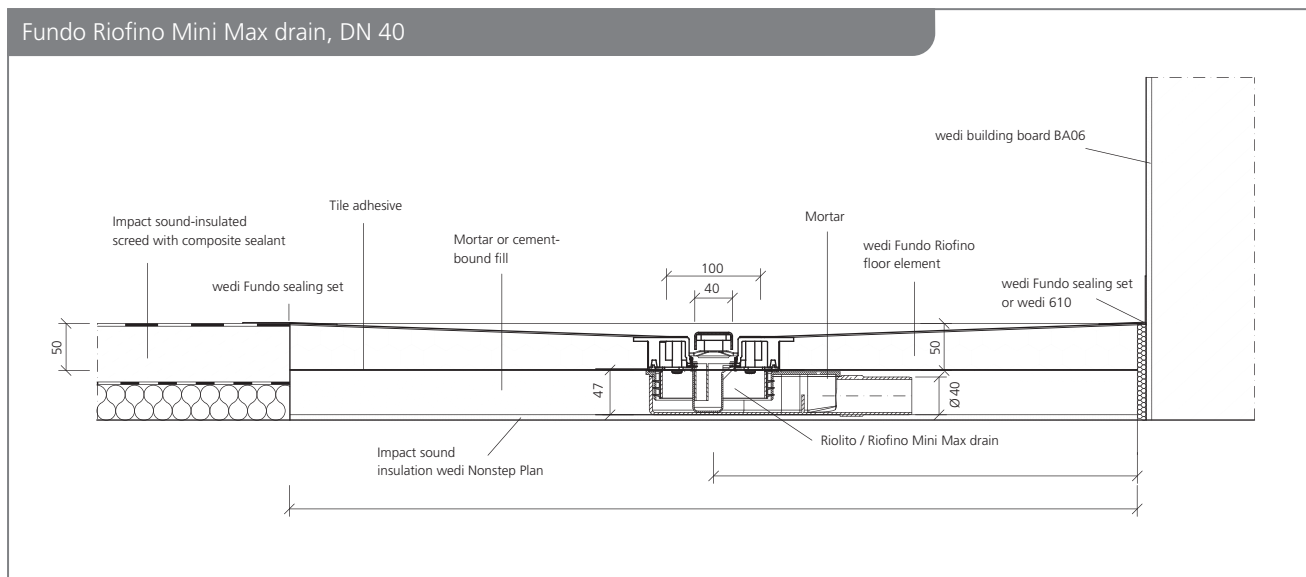 Fundo Riofino Mini Max drain, DN 40
wedi building board BA06
Tile adhesive
Mortar
Impact sound-insulated
screed with composite sealant
Mortar or cement-
bound fill
wedi Fundo Riofino
floor element
100
40
wedi Fundo sealing set
wedi Fundo sealing set
or wedi 610
50
50
47
Ø 40
Riolito / Riofino Mini Max drain
Impact sound
insulation wedi Nonstep Plan